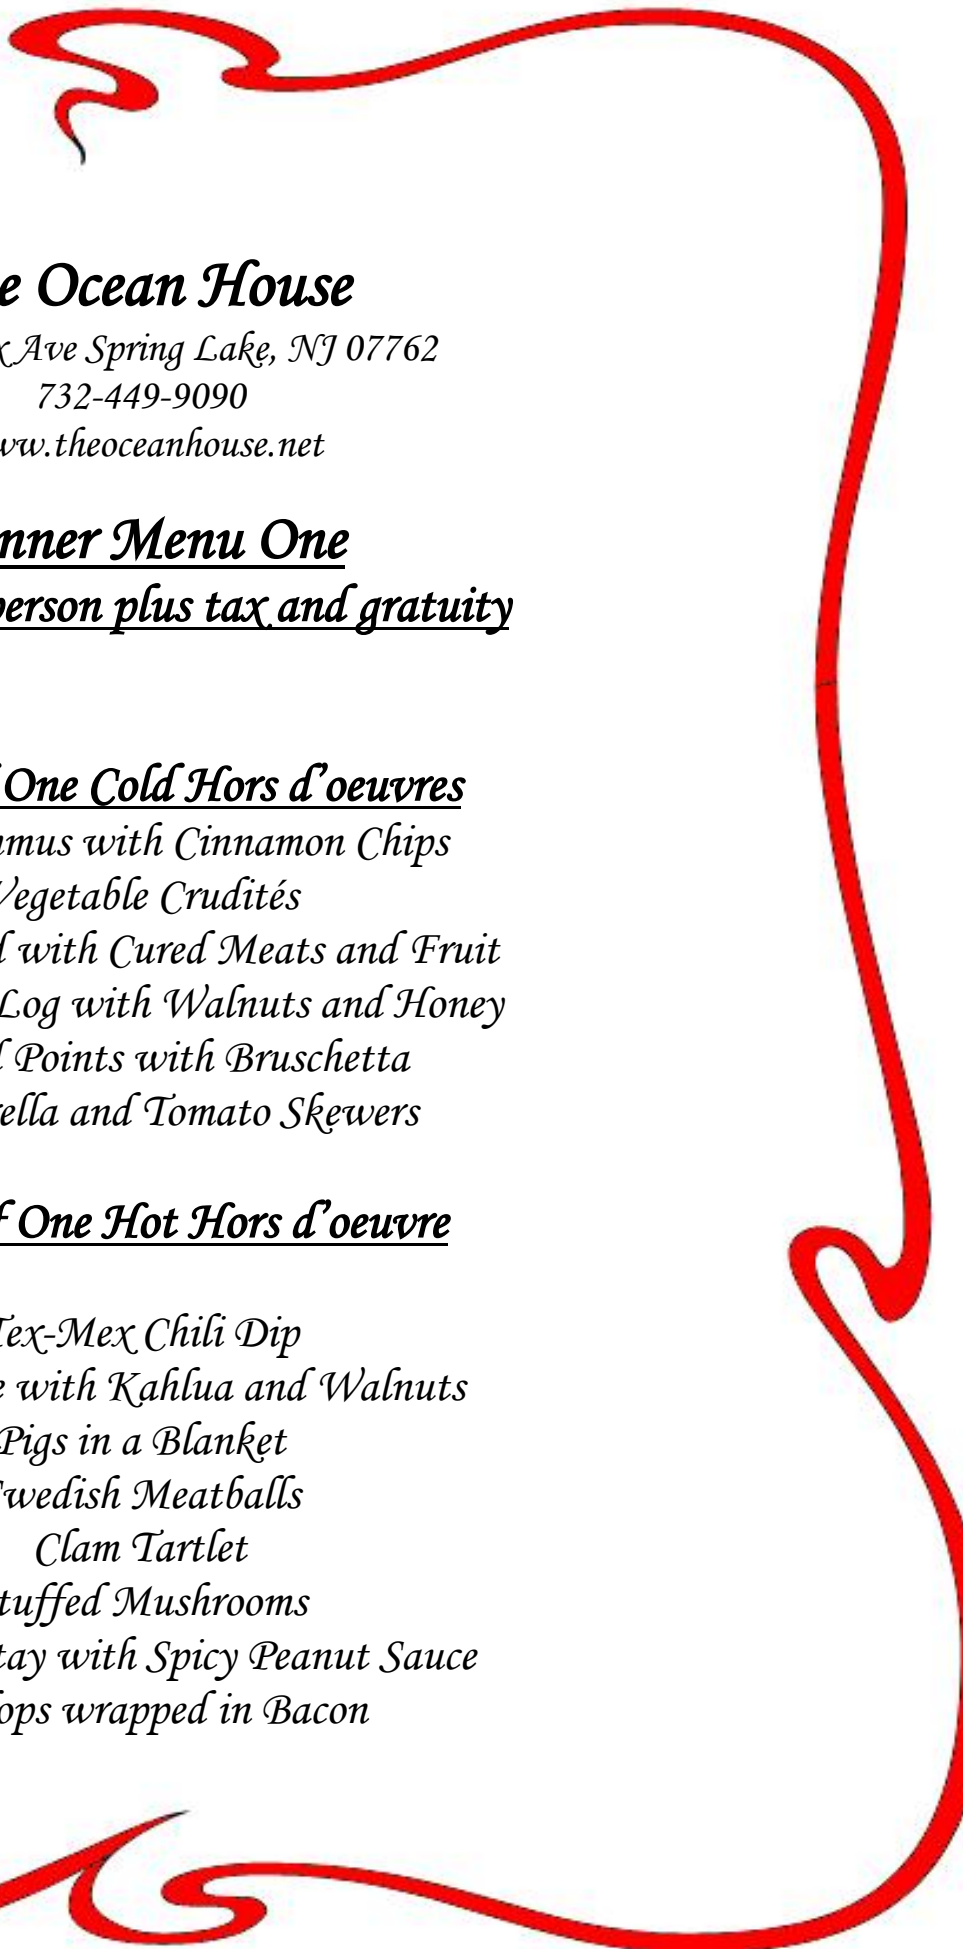 e Ocean House
x Ave Spring Lake, NJ 07762
732-449-9090
ww.theoceanhouse.net
nner Menu One
person plus tax and gratuity
One Cold Hors d’oeuvres
mmus with Cinnamon Chips
Vegetable Crudités
d with Cured Meats and Fruit
Log with Walnuts and Honey
d Points with Bruschetta
rella and Tomato Skewers
f One Hot Hors d’oeuvre
Tex-Mex Chili Dip
e with Kahlua and Walnuts
Pigs in a Blanket
Swedish Meatballs
Clam Tartlet
tuffed Mushrooms
tay with Spicy Peanut Sauce
ops wrapped in Bacon